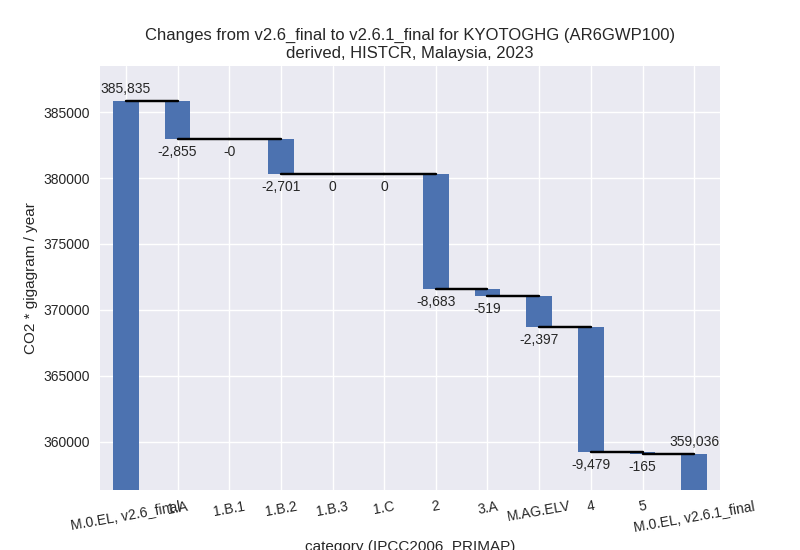 Changes from v2.6_final to v2.6.1_final for KYOTOGHG (AR6GWP100)
derived, HISTCR, Malaysia, 2023
CO2 * gigagram / year
385000
380000
375000
370000
365000
360000
385,835
-2,855
-0
-2,701
0
0
-8,683
-519
-2,397
-9,479
-165
359,036
M.0.EL, v2.6_final
1.A
1.B.1
1.B.2
1.B.3
1.C
2
3.A
M.AG.ELV
4
5
M.0.EL, v2.6.1_final
category (IPCC2006_PRIMAP)